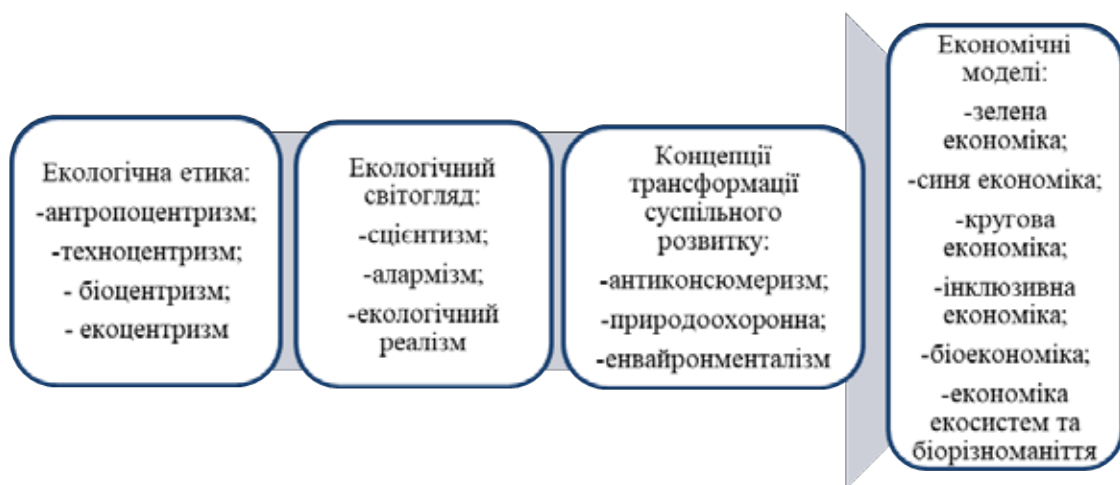 Екологічна етика:
-антропоцентризм;
-техноцентризм;
- біоцентризм;
- екоцентризм
Екологічний
світогляд:
-сцієнтизм;
-алармізм;
-екологічний
реалізм
Концепції
трансформації
суспільного
розвитку:
-антиконсюмеризм;
-природоохоронна;
-енвайронменталізм
Економічні
моделі:
-зелена
економіка;
-синя економіка;
-кругова
економіка;
-інклюзивна
економіка;
-біоекономіка;
-економіка
екосистем та
біорізноманіття